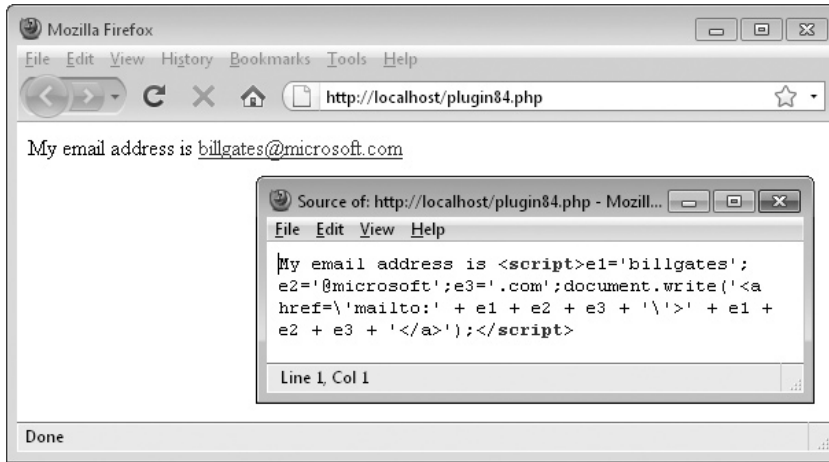 Mozilla Firefox
File Edit View History Bookmarks Tools Help
http://localhost/plugin84.php
My email address is billgates@microsoft.com
Source of: http://localhost/plugin84.php - Mozill...
File Edit View Help
My email address is <script>e1='billgates';
e2='@microsoft';e3='.com';document.write('<a
href=\'mailto:' + e1 + e2 + e3 + '\'>' + e1 +
e2 + e3 + '</a>');</script>
Line 1, Col 1
Done